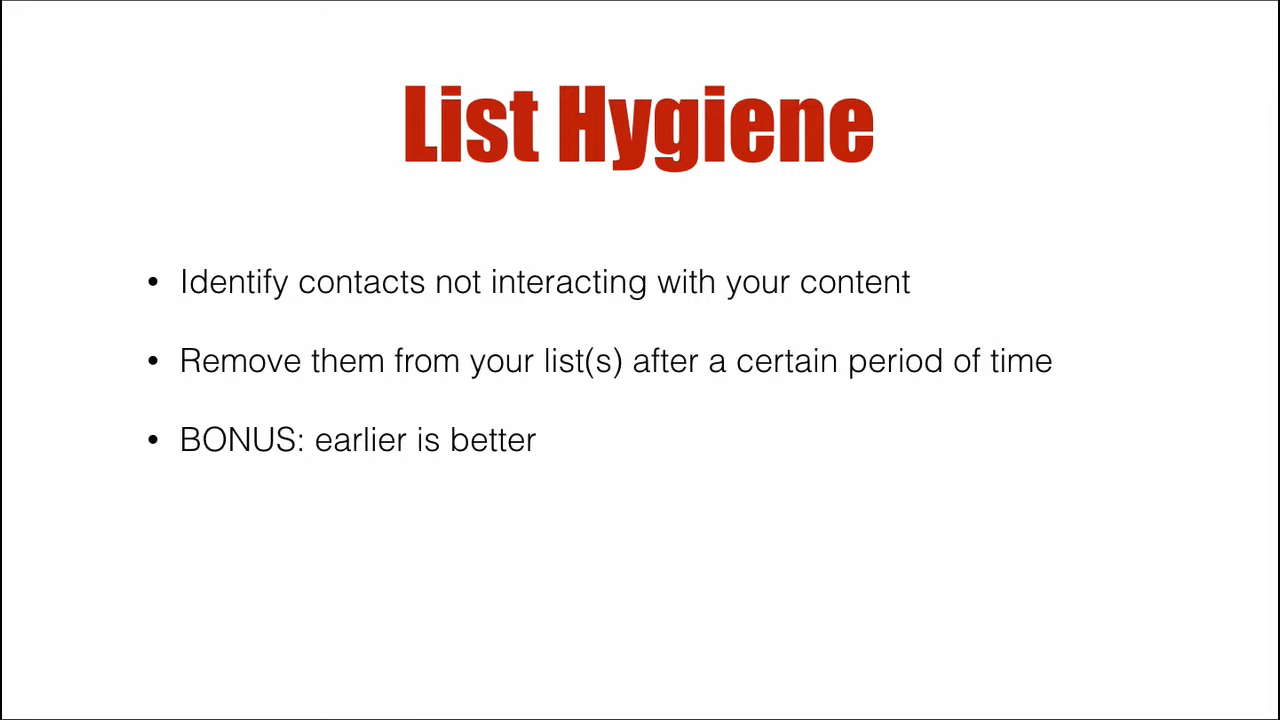 List Hygiene
• Identify contacts not interacting with your content
• Remove them from your list(s) after a certain period of time
• BONUS: earlier is better